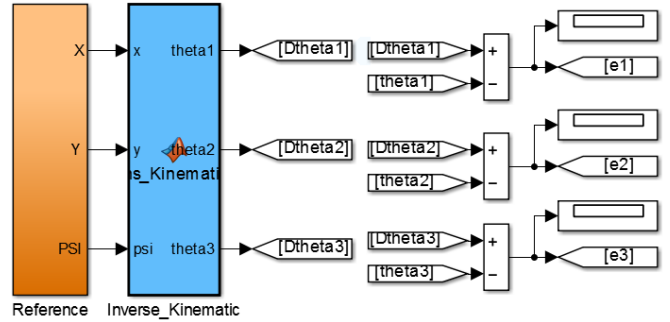 X x theta1 [Dtheta1] [Dtheta1] + [e1]
[theta1] −
Y y theta2 [Dtheta2] [Dtheta2] + [e2]
ns_Kinemati [theta2] −
PSI psi theta3 [Dtheta3] [Dtheta3] + [e3]
[theta3] −
Reference Inverse_Kinematic